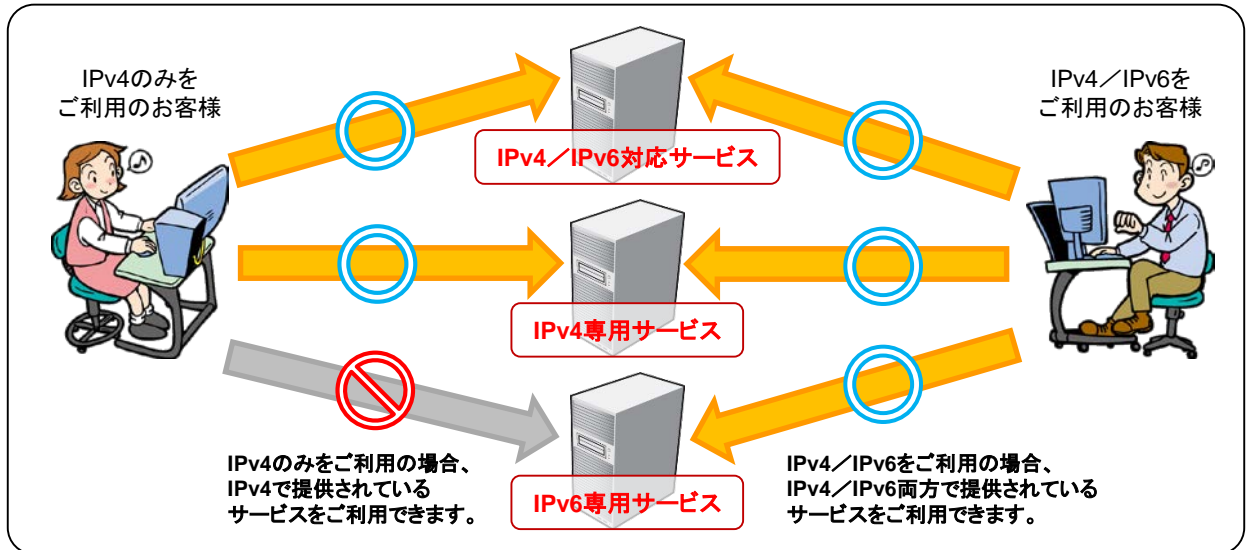 IPv4のみを
ご利用のお客様
IPv4／IPv6を
ご利用のお客様
IPv4／IPv6対応サービス
IPv4専用サービス
IPv6専用サービス
IPv4のみをご利用の場合、
IPv4で提供されている
サービスをご利用できます。
IPv4／IPv6をご利用の場合、
IPv4／IPv6両方で提供されている
サービスをご利用できます。